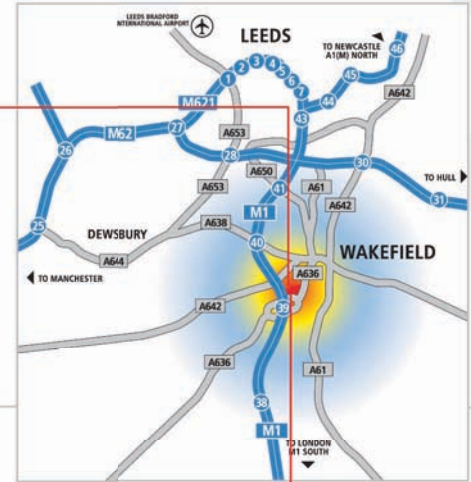 LEEDS BRADFORD
INTERNATIONAL AIRPORT
LEEDS
TO NEWCASTLE
A1(M) NORTH
46
45
44
1
2
3
4
5
6
7
43
A642
M621
M62
27
26
A653
28
A650
30
A61
TO HULL
31
41
A653
A642
M1
25
DEWSBURY
A638
40
WAKEFIELD
A644
TO MANCHESTER
A636
A642
39
A636
A61
38
M1
TO LONDON
M1 SOUTH